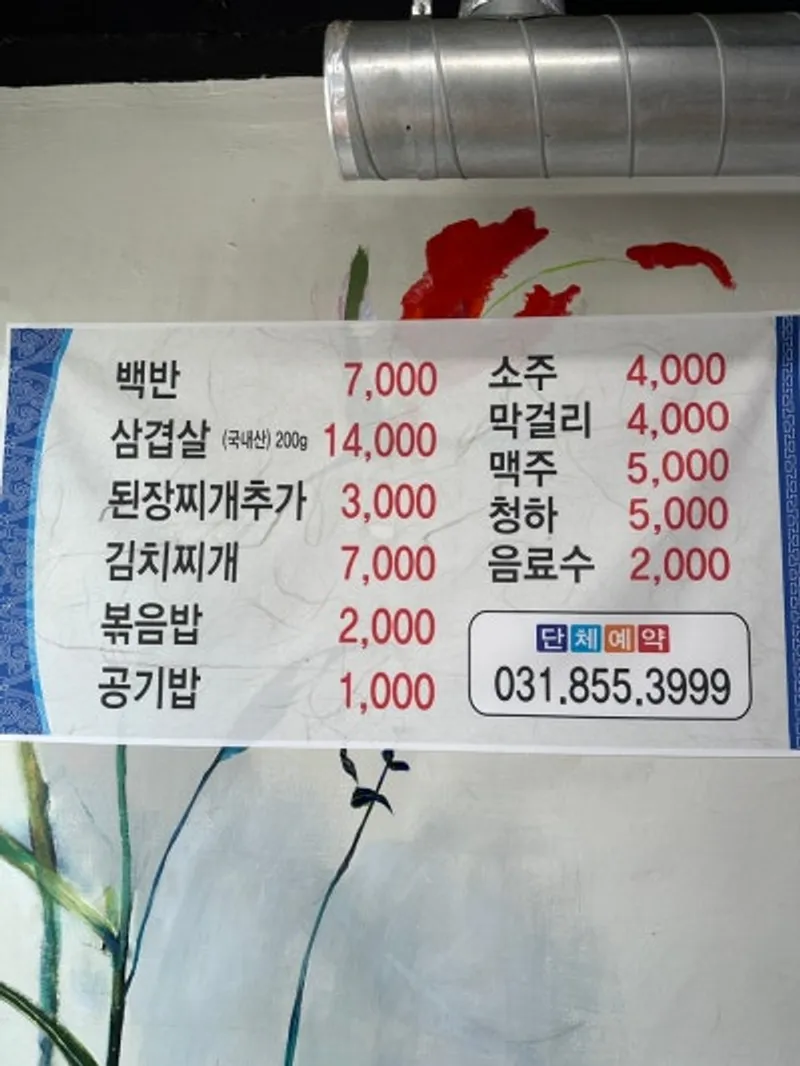 백반 7,000
삼겹살 (국내산) 200g 14,000
된장찌개추가 3,000
김치찌개 7,000
볶음밥 2,000
공기밥 1,000
소주 4,000
막걸리 4,000
맥주 5,000
청하 5,000
음료수 2,000
단체예약
031.855.3999